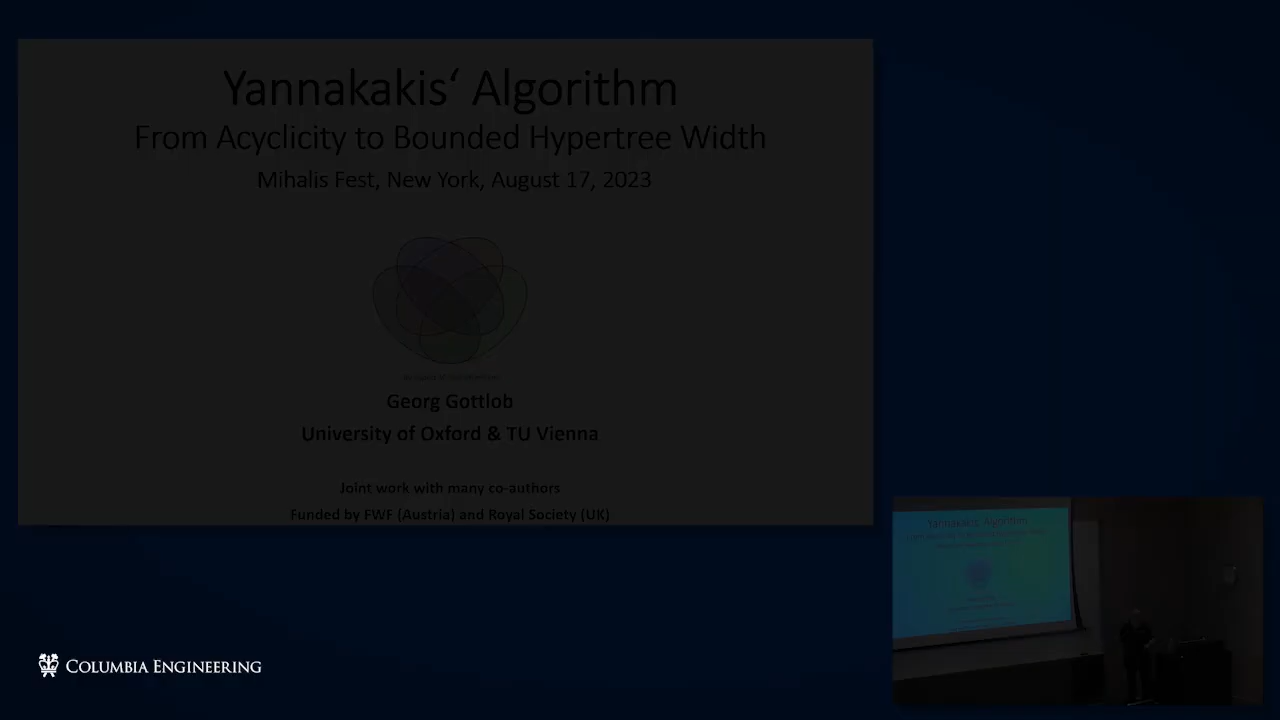 Yannakakis‘ Algorithm
From Acyclicity to Bounded Hypertree Width
Mihalis Fest, New York, August 17, 2023
Georg Gottlob
University of Oxford & TU Vienna
Joint work with many co-authors
Funded by FWF (Austria) and Royal Society (UK)
Yannakakis‘ Algorithm
COLUMBIA ENGINEERING